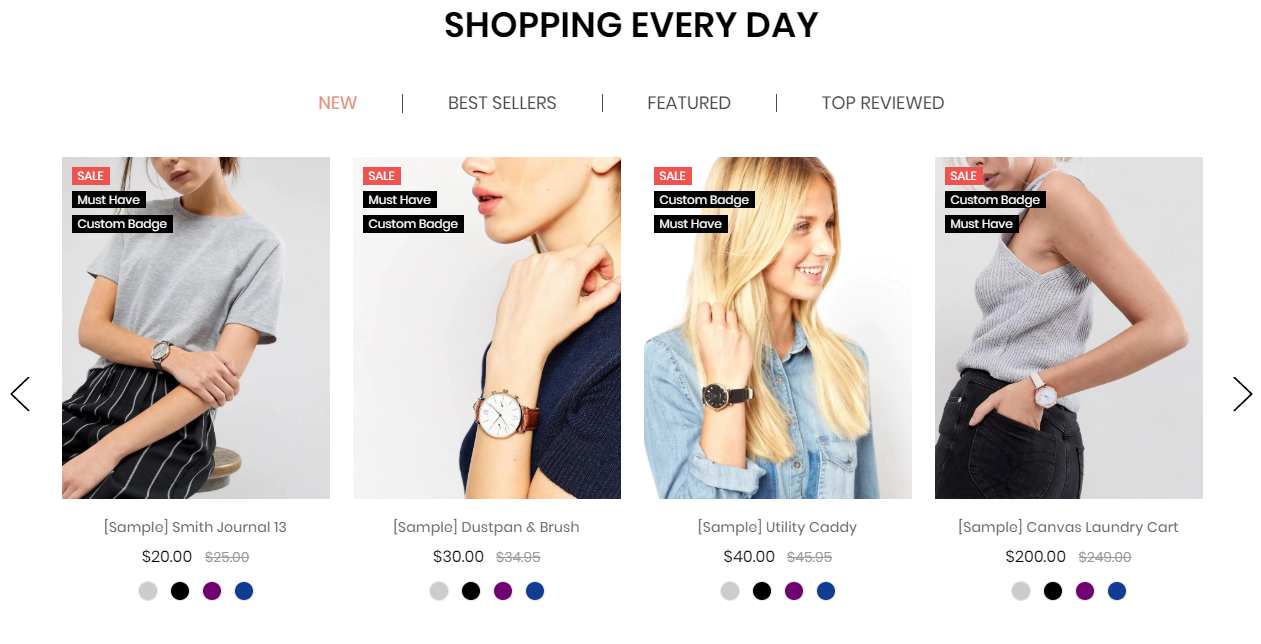 SHOPPING EVERY DAY
NEW
BEST SELLERS
FEATURED
TOP REVIEWED
SALE
Must Have
Custom Badge
SALE
Must Have
Custom Badge
SALE
Custom Badge
Must Have
SALE
Custom Badge
Must Have
[Sample] Smith Journal 13
$20.00 $25.00
[Sample] Dustpan & Brush
$30.00 $34.95
[Sample] Utility Caddy
$40.00 $45.95
[Sample] Canvas Laundry Cart
$200.00 $249.00